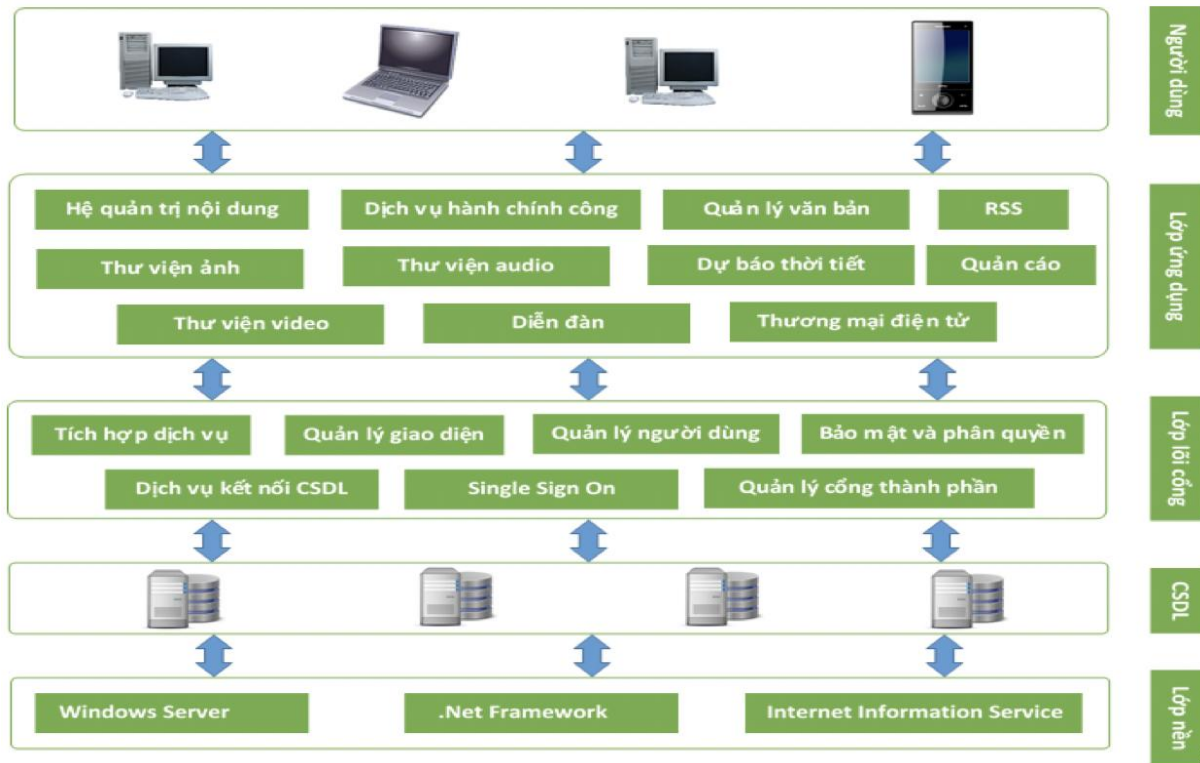 Người dùng
Hệ quản trị nội dung
Dịch vụ hành chính công
Quản lý văn bản
RSS
Thư viện ảnh
Thư viện audio
Dự báo thời tiết
Quản cáo
Thư viện video
Diễn đàn
Thương mại điện tử
Lớp ứng dụng
Tích hợp dịch vụ
Quản lý giao diện
Quản lý người dùng
Bảo mật và phân quyền
Dịch vụ kết nối CSDL
Single Sign On
Quản lý cổng thành phần
Lớp lõi cổng
CSDL
Windows Server
.Net Framework
Internet Information Service
Lớp nền